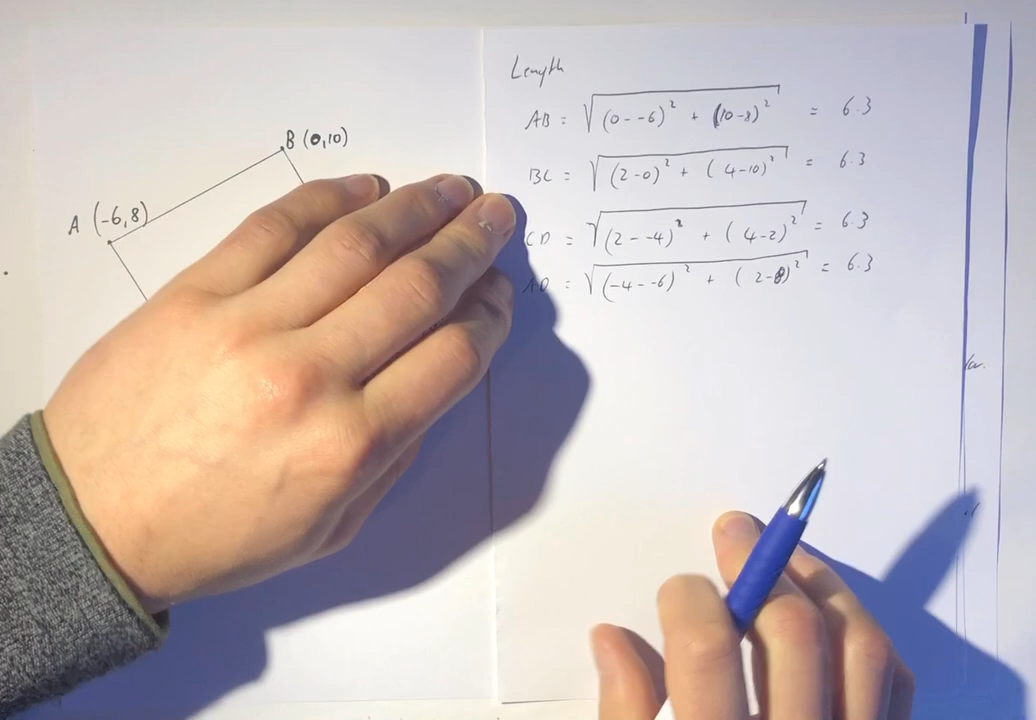 Length
B (0,10)
A (-6,8)
AB = √(0--6)² + (10-8)² = 6.3
BC = √(2-0)² + (4-10)² = 6.3
CD = √(2--4)² + (4-2)² = 6.3
AD = √(-4--6)² + (2-8)² = 6.3